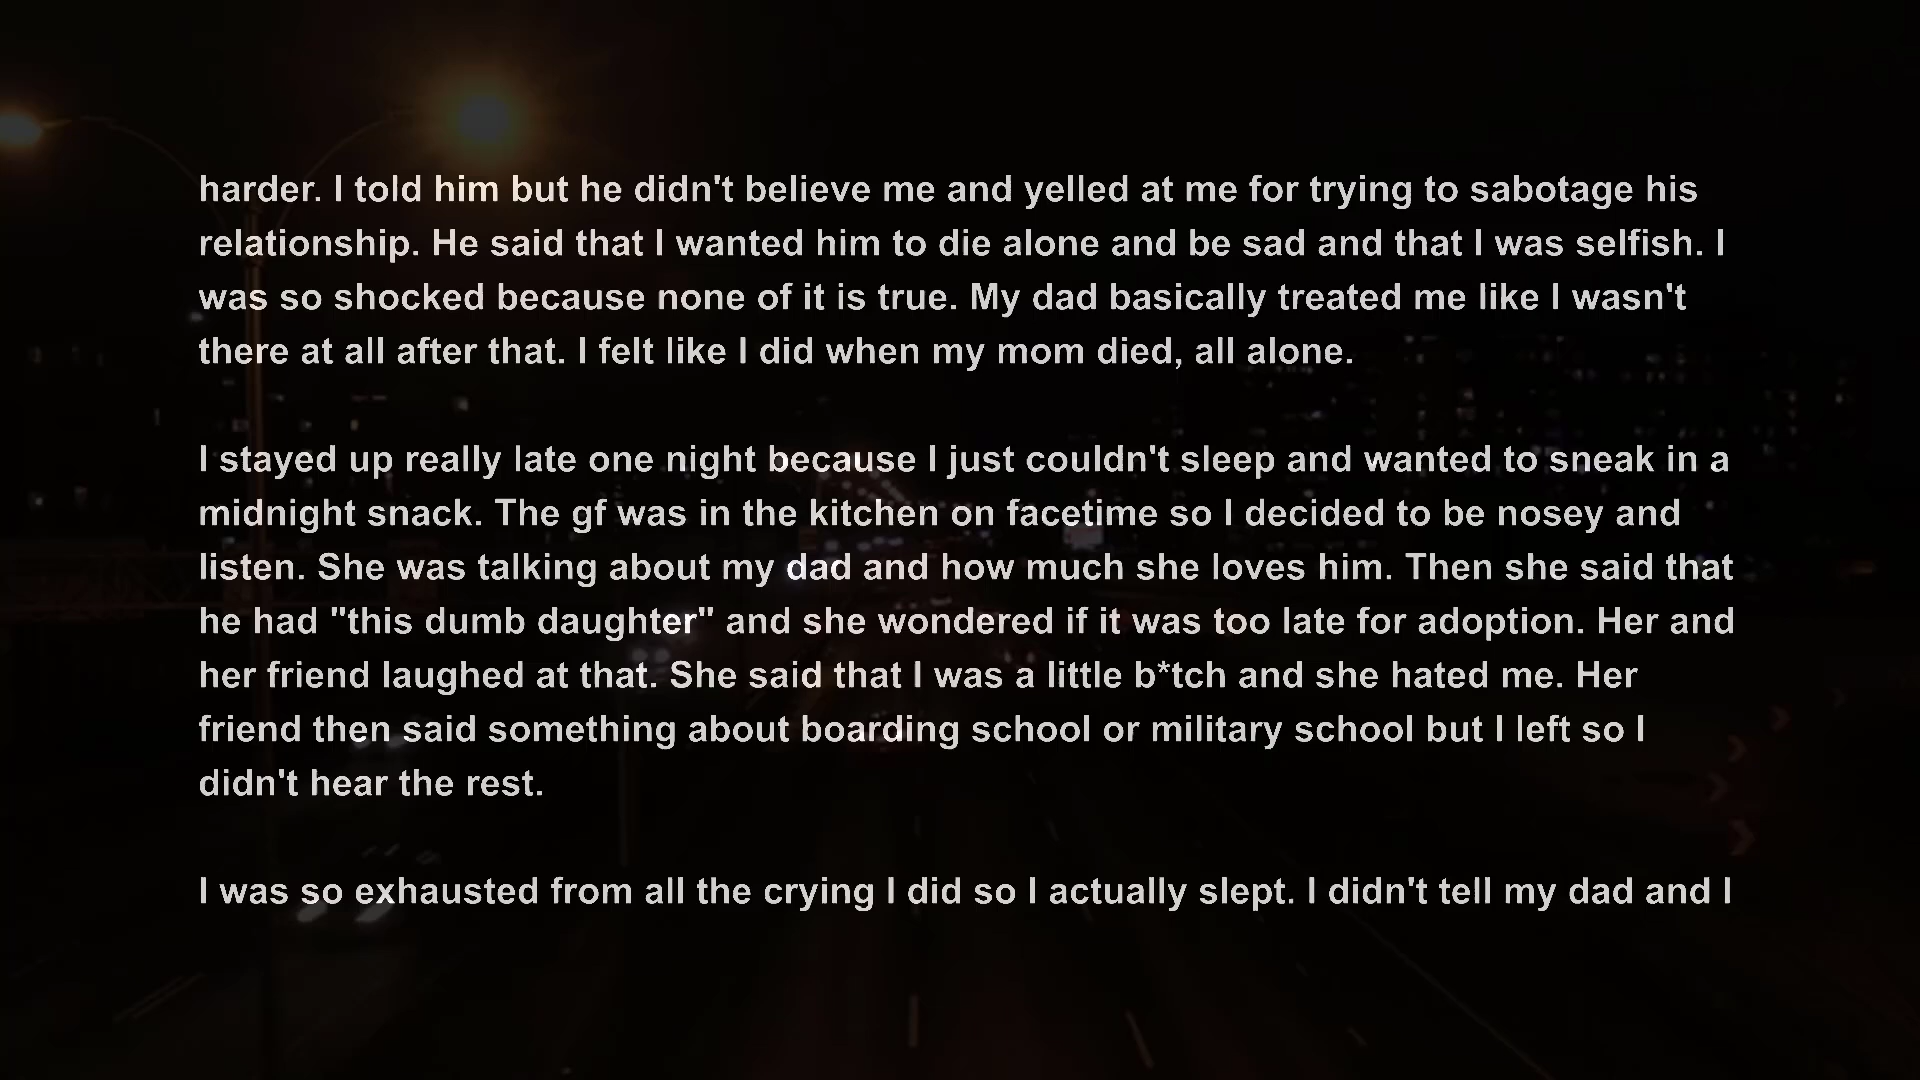 harder. I told him but he didn't believe me and yelled at me for trying to sabotage his
relationship. He said that I wanted him to die alone and be sad and that I was selfish. I
was so shocked because none of it is true. My dad basically treated me like I wasn't
there at all after that. I felt like I did when my mom died, all alone.
I stayed up really late one night because I just couldn't sleep and wanted to sneak in a
midnight snack. The gf was in the kitchen on facetime so I decided to be nosey and
listen. She was talking about my dad and how much she loves him. Then she said that
he had "this dumb daughter" and she wondered if it was too late for adoption. Her and
her friend laughed at that. She said that I was a little b*tch and she hated me. Her
friend then said something about boarding school or military school but I left so I
didn't hear the rest.
I was so exhausted from all the crying I did so I actually slept. I didn't tell my dad and I